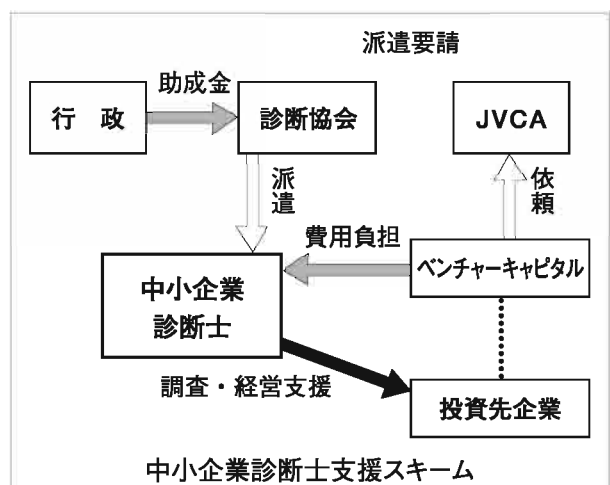 派遣要請
助成金
行 政
診断協会
JVCA
派遣
依頼
費用負担
ベンチャーキャピタル
中小企業
診断士
調査・経営支援
投資先企業
中小企業診断士支援スキーム